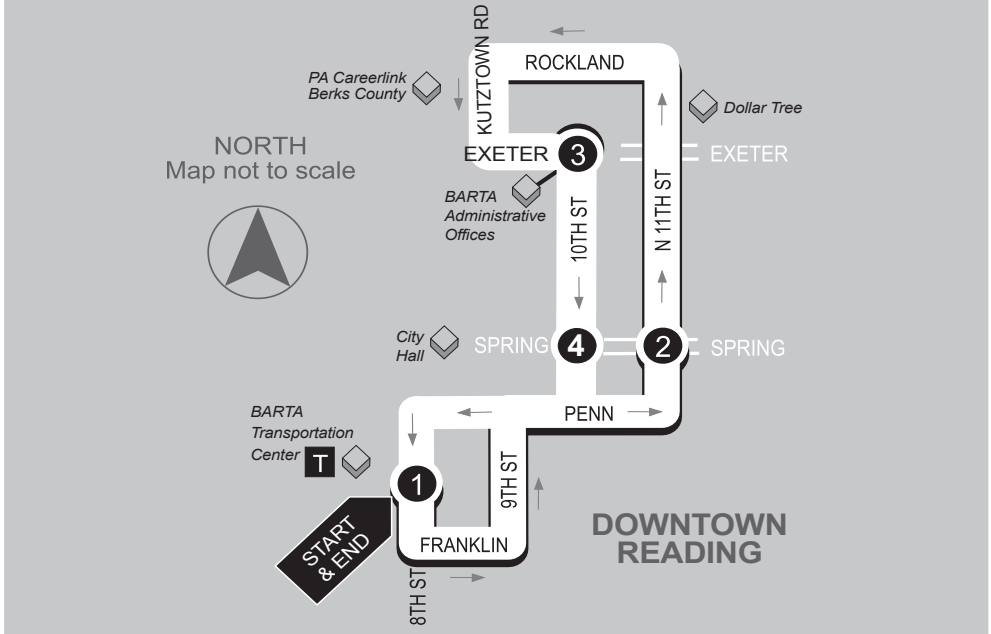 KUTZTOWN RD
ROCKLAND
PA Careerlink
Berks County
Dollar Tree
NORTH
Map not to scale
EXETER
3
EXETER
BARTA
Administrative
Offices
10TH ST
N 11TH ST
City
Hall
SPRING
4
2
SPRING
BARTA
Transportation
Center
T
PENN
1
9TH ST
START
& END
FRANKLIN
8TH ST
DOWNTOWN
READING